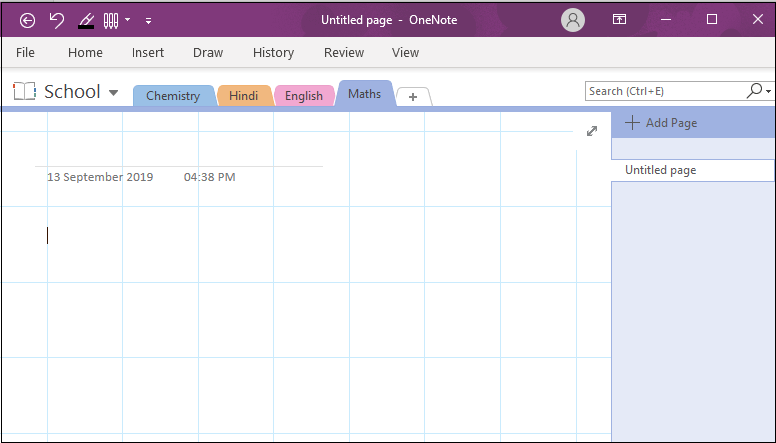 Untitled page - OneNote
File Home Insert Draw History Review View
School Chemistry Hindi English Maths + Search (Ctrl+E)
Add Page
13 September 2019 04:38 PM
Untitled page